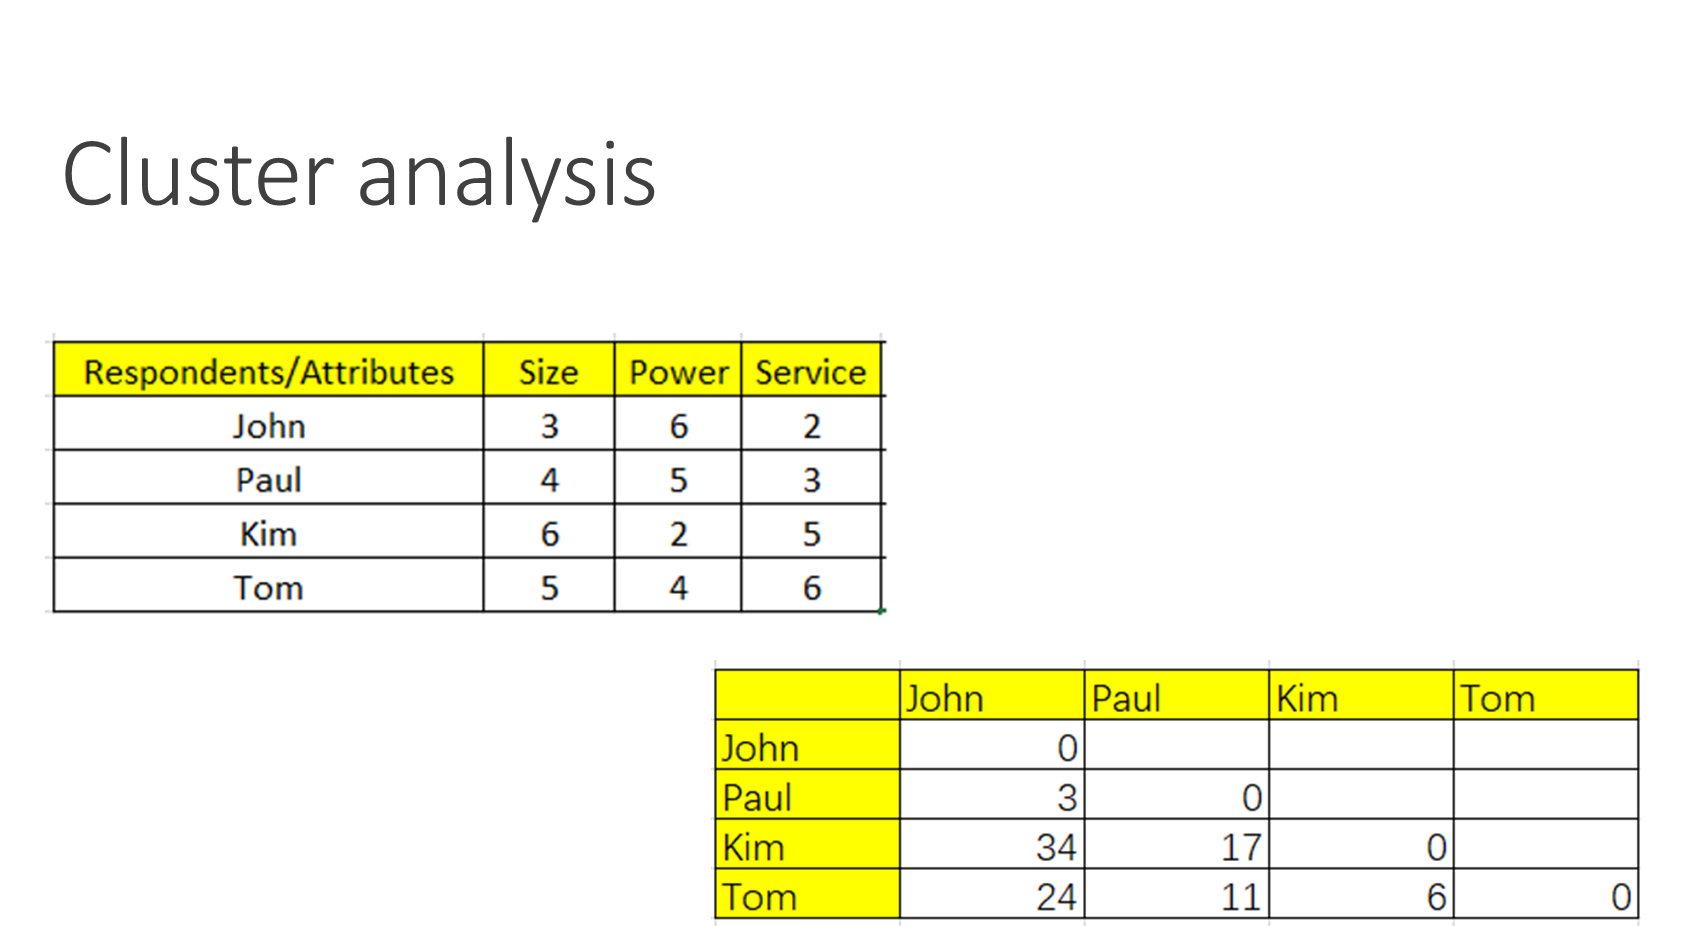 Cluster analysis
Respondents/Attributes Size Power Service
John 3 6 2
Paul 4 5 3
Kim 6 2 5
Tom 5 4 6
John Paul Kim Tom
John 0
Paul 3 0
Kim 34 17 0
Tom 24 11 6 0